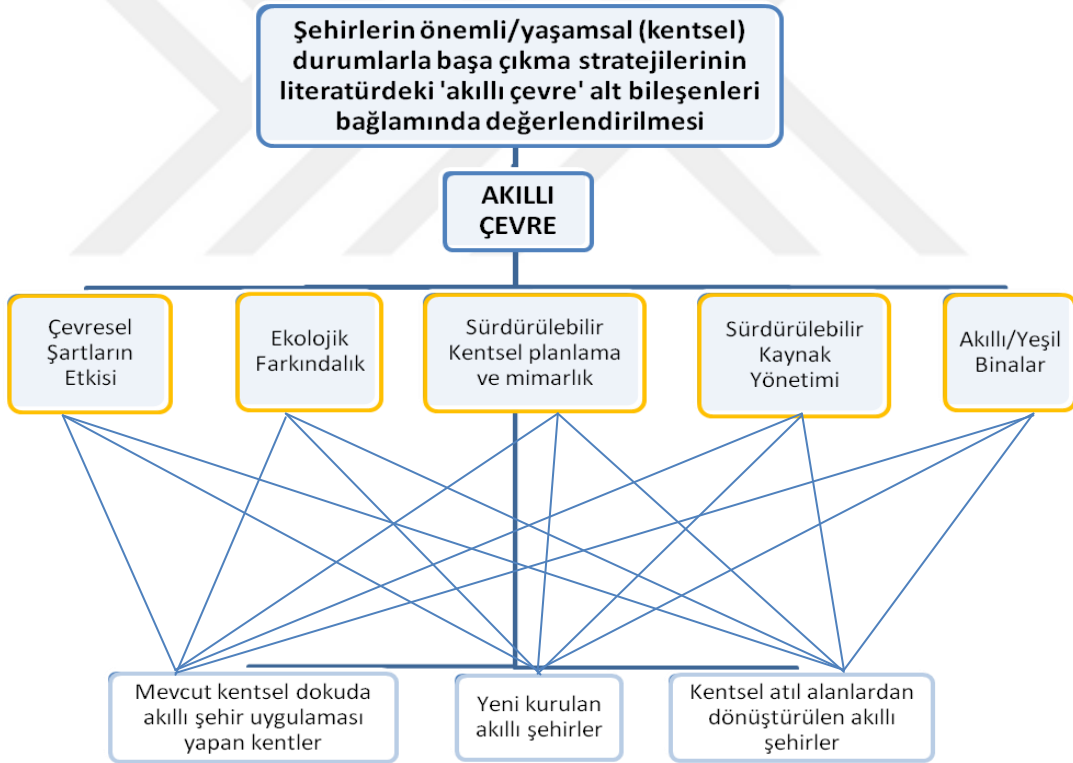 Şehirlerin önemli/yaşamsal (kentsel)
durumlarla başa çıkma stratejilerinin
literatürdeki 'akıllı çevre' alt bileşenleri
bağlamında değerlendirilmesi
AKILLI
ÇEVRE
Çevresel
Şartların
Etkisi
Ekolojik
Farkındalık
Sürdürülebilir
Kentsel planlama
ve mimarlık
Sürdürülebilir
Kaynak
Yönetimi
Akıllı/Yeşil
Binalar
Mevcut kentsel dokuda
akıllı şehir uygulaması
yapan kentler
Yeni kurulan
akıllı şehirler
Kentsel atıl alanlardan
dönüştürülen akıllı
şehirler